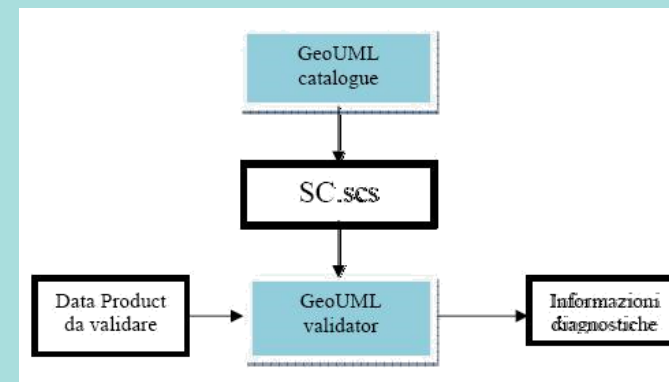 GeoUML
catalogue
SC.scs
Data Product
da validare
GeoUML
validator
Informazioni
diagnostiche